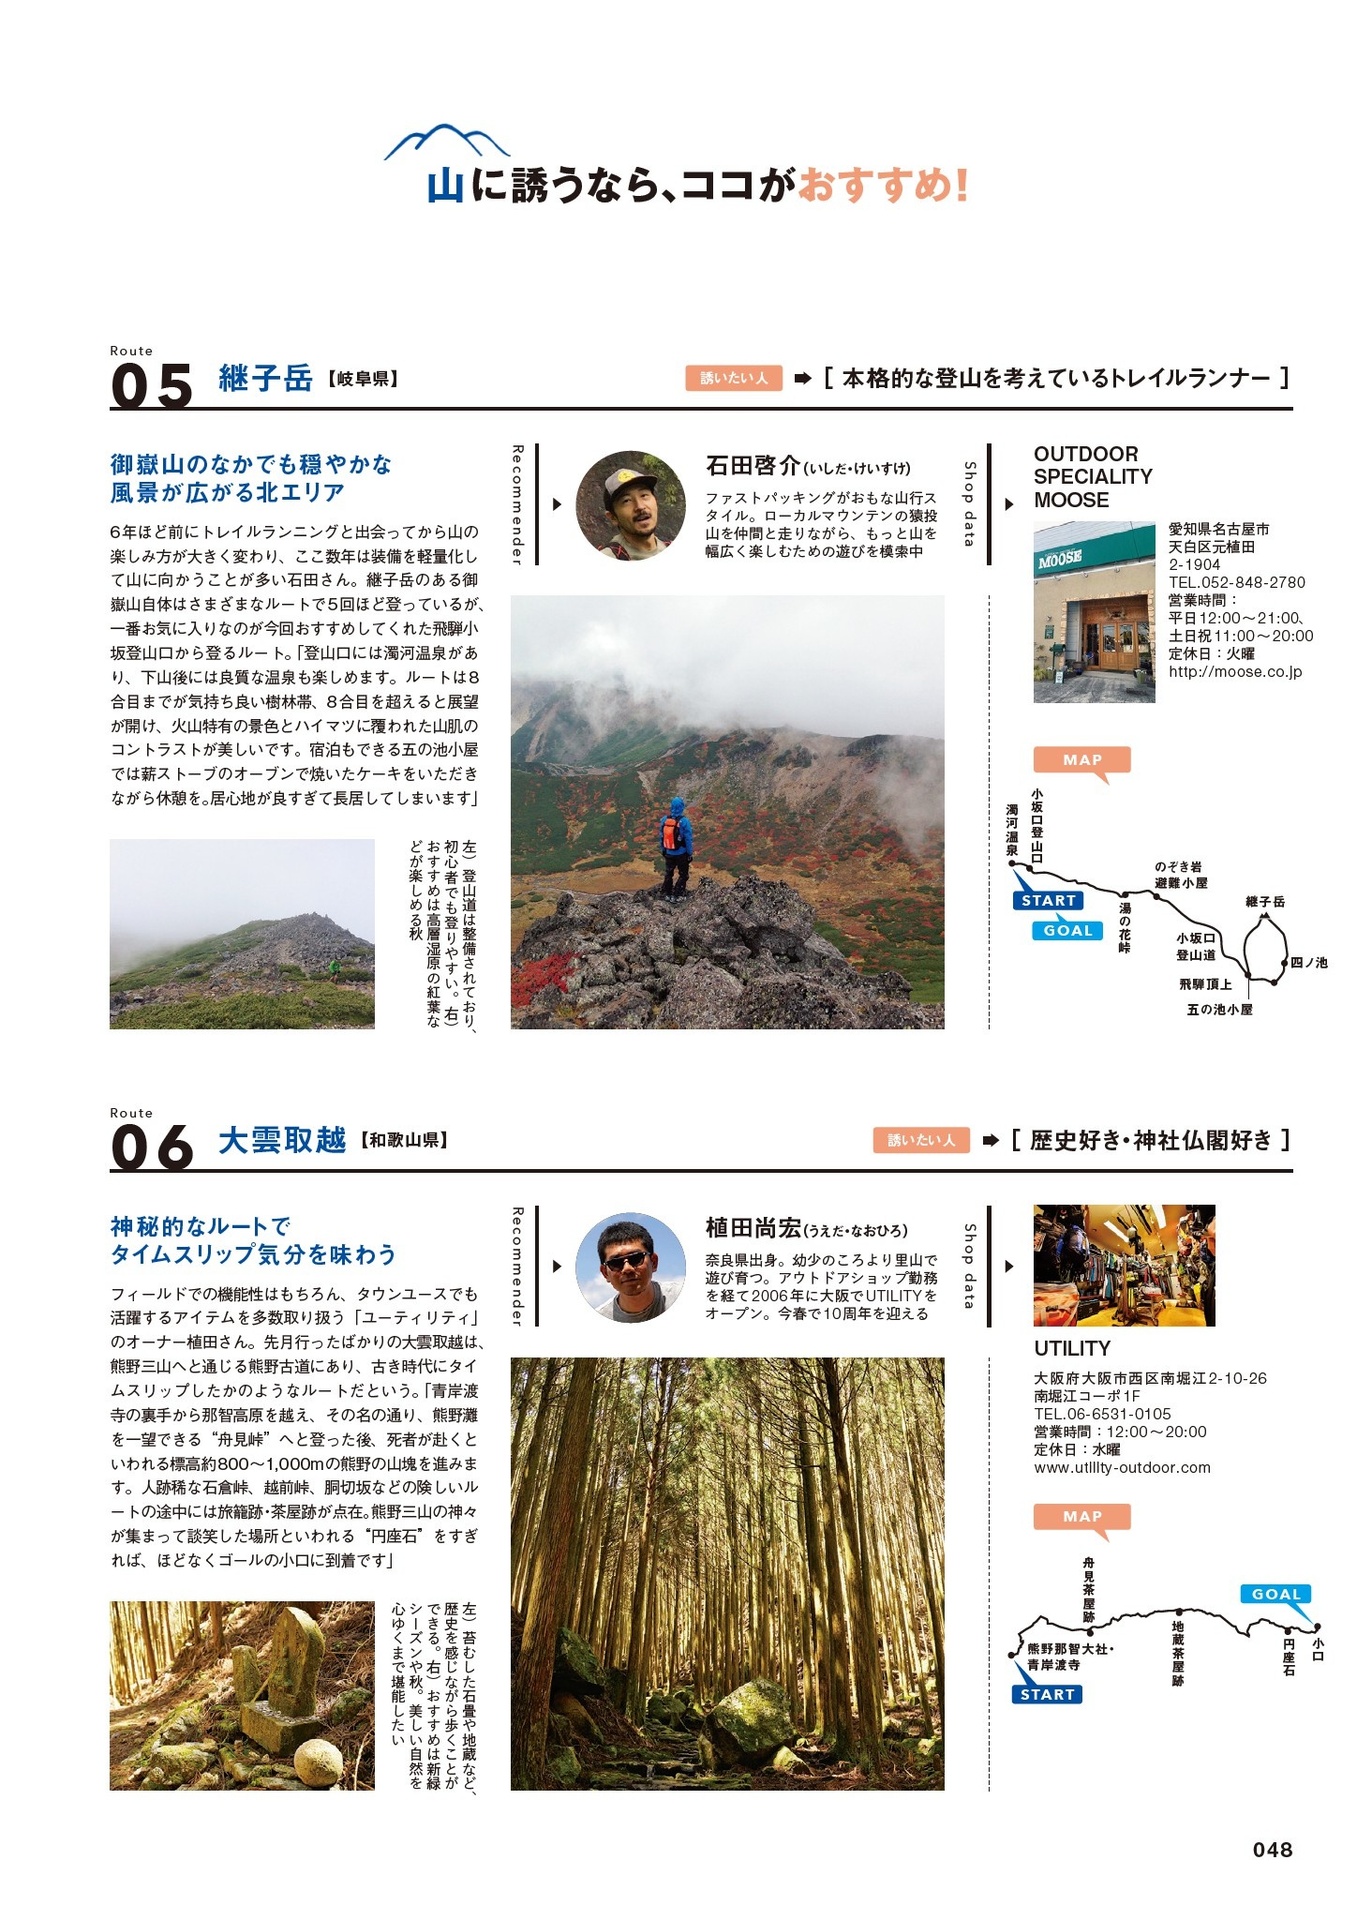 山に誘うなら、ココがおすすめ!
Route
05 継子岳【岐阜県】
誘いたい人 ➡ [ 本格的な登山を考えているトレイルランナー ]
御嶽山のなかでも穏やかな
風景が広がる北エリア
6年ほど前にトレイルランニングと出会ってから山の
楽しみ方が大きく変わり、ここ数年は装備を軽量化し
て山に向かうことが多い石田さん。継子岳のある御
嶽山自体はさまざまなルートで5回ほど登っているが、
一番お気に入りなのが今回おすすめしてくれた飛騨小
坂登山口から登るルート。「登山口には濁河温泉があ
り、下山後には良質な温泉も楽しめます。ルートは8
合目までが気持ち良い樹林帯、8合目を超えると展望
が開け、火山特有の景色とハイマツに覆われた山肌の
コントラストが美しいです。宿泊もできる五の池小屋
では薪ストーブのオーブンで焼いたケーキをいただき
ながら休憩を。居心地が良すぎて長居してしまいます」
左）登山道は整備されており、
初心者でも登りやすい。右）
おすすめは高層湿原の紅葉な
どが楽しめる秋
Recommender
石田啓介(いしだ・けいすけ)
ファストパッキングがおもな山行ス
タイル。ローカルマウンテンの猿投
山を仲間と走りながら、もっと山を
幅広く楽しむための遊びを模索中
Shop data
OUTDOOR
SPECIALITY
MOOSE
MOOSE
愛知県名古屋市
天白区元植田
2-1904
TEL.052-848-2780
営業時間：
平日12:00〜21:00、
土日祝11:00〜20:00
定休日：火曜
http://moose.co.jp
MAP
濁河温泉
小坂口登山口
START
GOAL
湯の花峠
のぞき岩
避難小屋
小坂口
登山道
継子岳
四ノ池
飛騨頂上
五の池小屋
Route
06 大雲取越【和歌山県】
誘いたい人 ➡ [ 歴史好き・神社仏閣好き ]
神秘的なルートで
タイムスリップ気分を味わう
フィールドでの機能性はもちろん、タウンユースでも
活躍するアイテムを多数取り扱う「ユーティリティ」
のオーナー植田さん。先月行ったばかりの大雲取越は、
熊野三山へと通じる熊野古道にあり、古き時代にタイ
ムスリップしたかのようなルートだという。「青岸渡
寺の裏手から那智高原を越え、その名の通り、熊野灘
を一望できる“舟見峠”へと登った後、死者が赴くと
いわれる標高約800〜1,000mの熊野の山塊を進みま
す。人跡稀な石倉峠、越前峠、胴切坂などの険しいル
ートの途中には旅籠跡・茶屋跡が点在。熊野三山の神々
が集まって談笑した場所といわれる“円座石”をすぎ
れば、ほどなくゴールの小口に到着です」
左）苔むした石畳や地蔵など、
歴史を感じながら歩くことが
できる。右）おすすめは新緑
シーズンや秋。美しい自然を
心ゆくまで堪能したい
Recommender
植田尚宏(うえだ・なおひろ)
奈良県出身。幼少のころより里山で
遊び育つ。アウトドアショップ勤務
を経て2006年に大阪でUTILITYを
オープン。今春で10周年を迎える
Shop data
UTILITY
大阪府大阪市西区南堀江2-10-26
南堀江コーポ1F
TEL.06-6531-0105
営業時間：12:00〜20:00
定休日：水曜
www.utility-outdoor.com
MAP
舟見茶屋跡
熊野那智大社・
青岸渡寺
START
地蔵茶屋跡
GOAL
円座石
小口
048